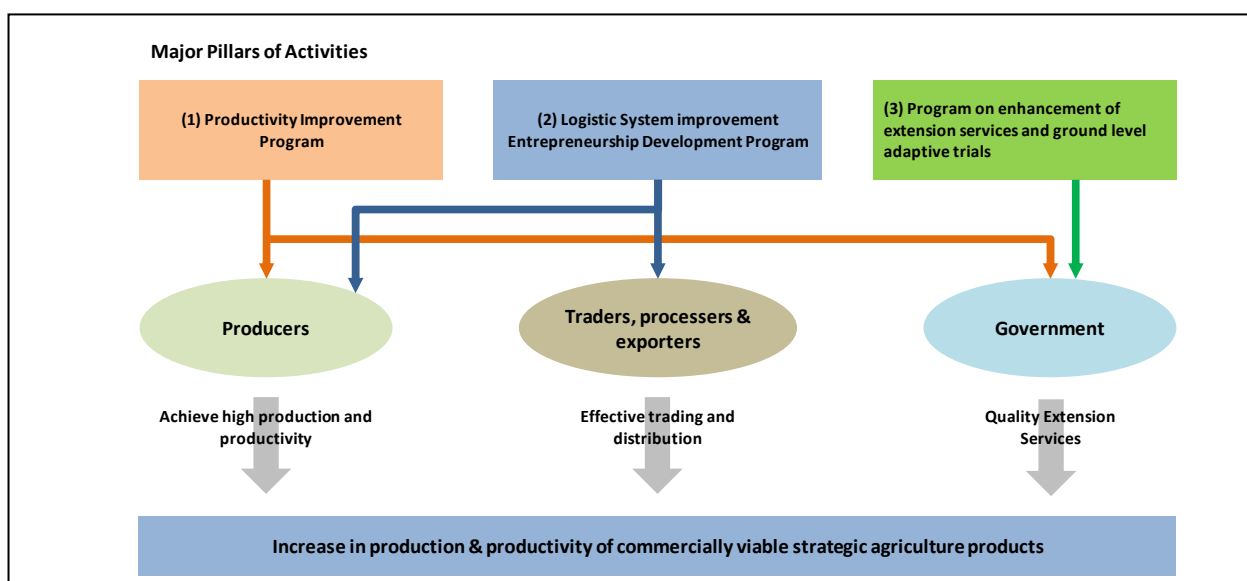 Major Pillars of Activities
(1) Productivity Improvement
Program
(2) Logistic System improvement
Entrepreneurship Development Program
(3) Program on enhancement of
extension services and ground level
adaptive trials
Producers
Traders, processers &
exporters
Government
Achieve high production and
productivity
Effective trading and
distribution
Quality Extension
Services
Increase in production & productivity of commercially viable strategic agriculture products